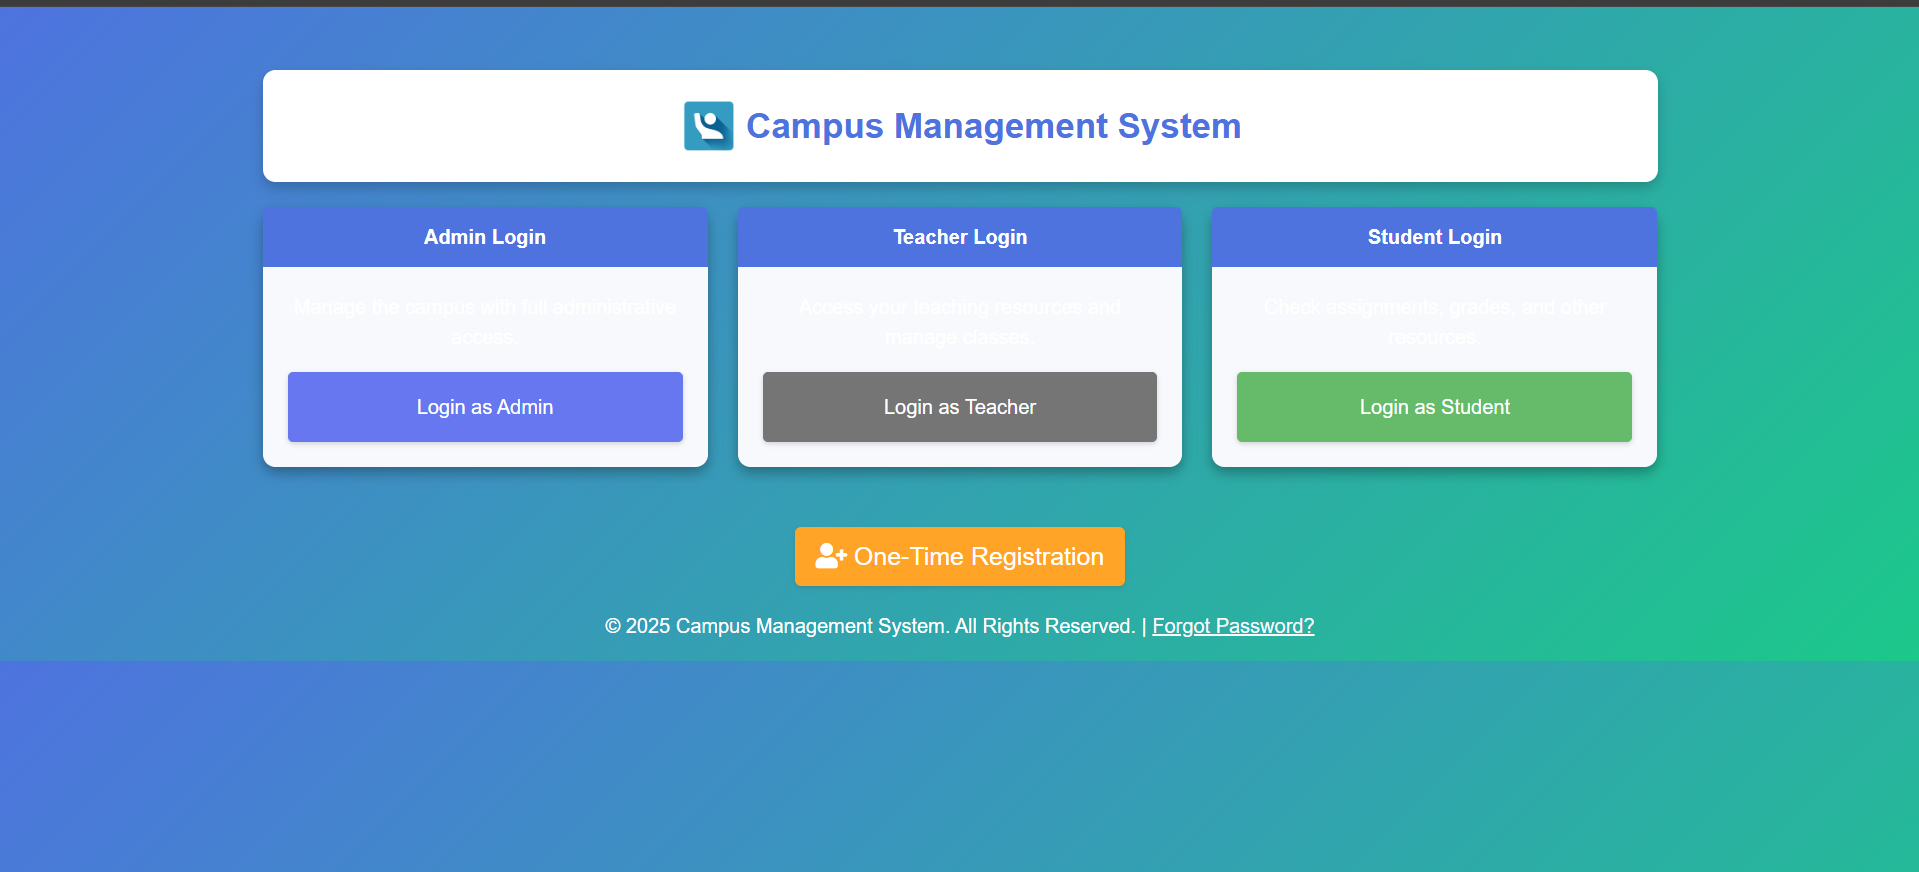 Campus Management System
Admin Login
Manage the campus with full administrative
access.
Login as Admin
Teacher Login
Access your teaching resources and
manage classes.
Login as Teacher
Student Login
Check assignments, grades, and other
resources.
Login as Student
One-Time Registration
© 2025 Campus Management System. All Rights Reserved. | Forgot Password?